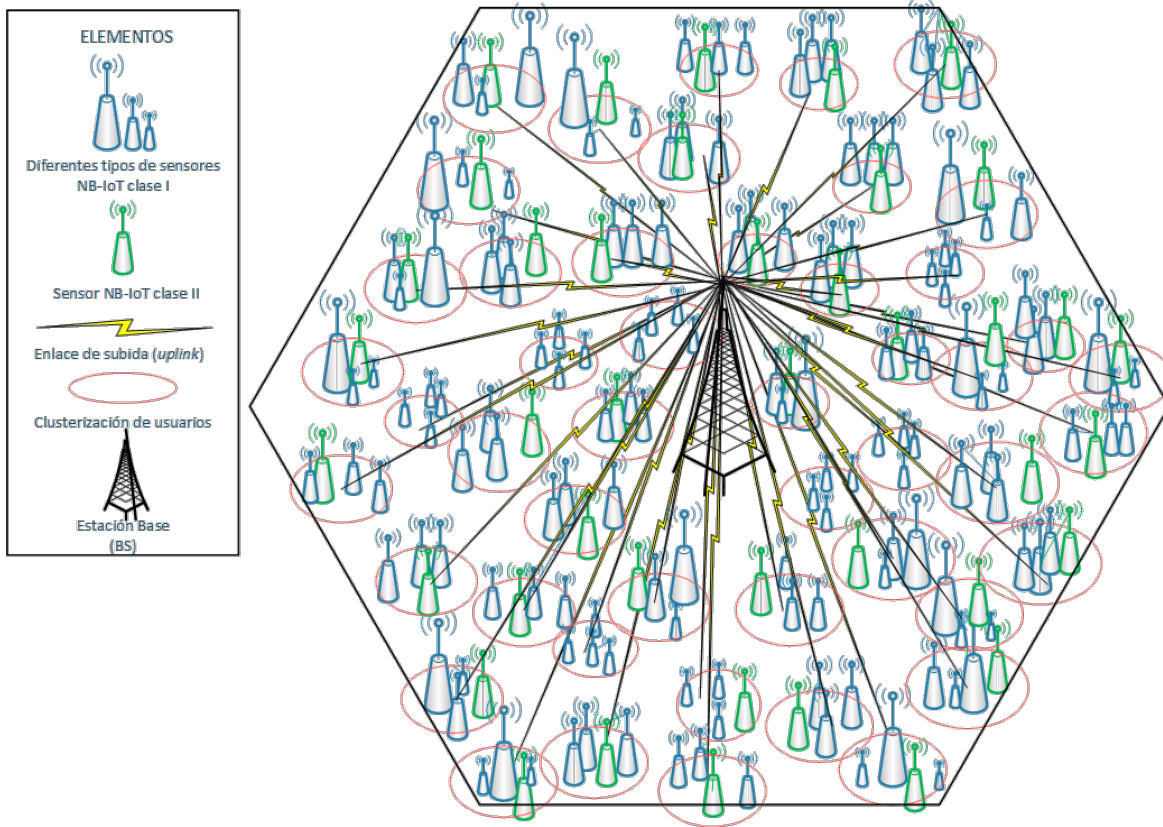 ELEMENTOS
Diferentes tipos de sensores
NB-IoT clase I
Sensor NB-IoT clase II
Enlace de subida (uplink)
Clusterización de usuarios
Estación Base
(BS)